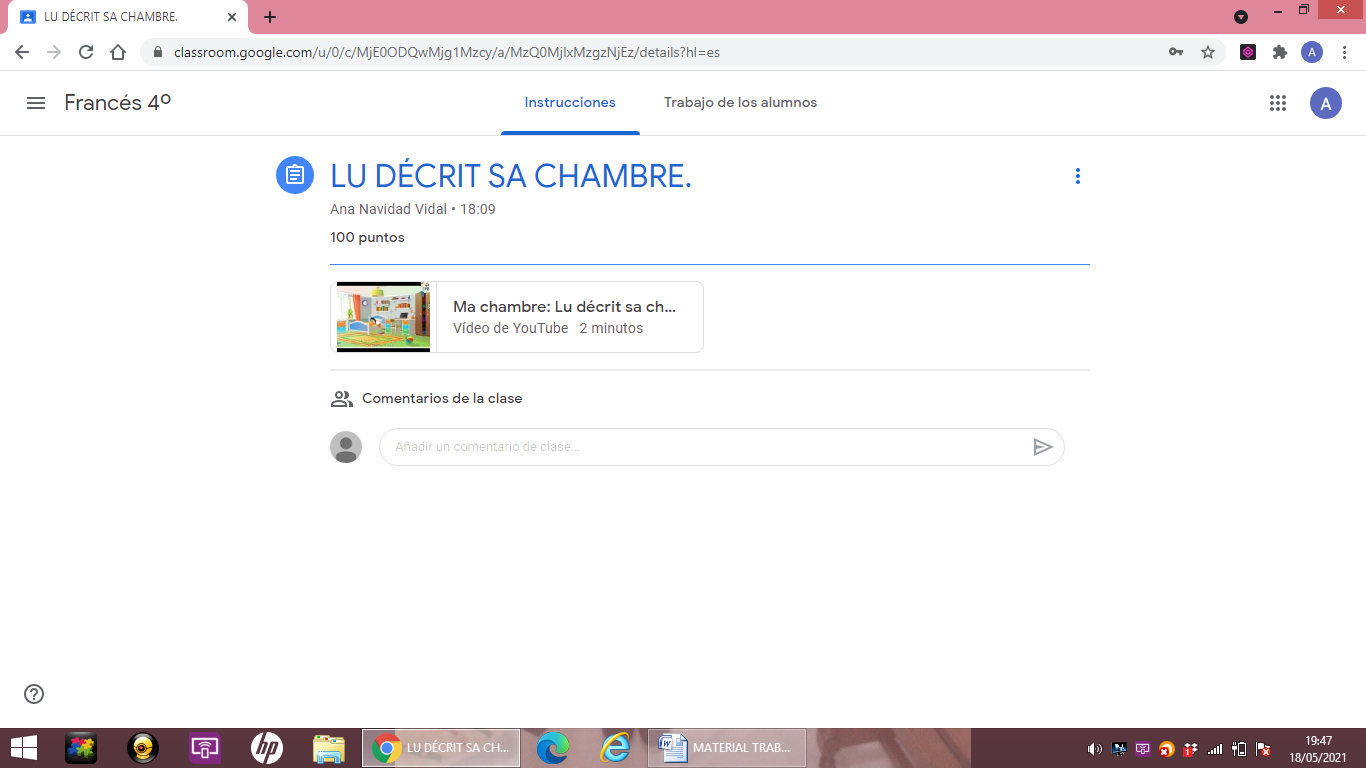 LU DÉCRIT SA CHAMBRE.
classroom.google.com/u/0/c/MjE0ODQwMjg1Mzcy/a/MzQ0MjIxMzgzNjEz/details?hl=es
A
Francés 4º
Instrucciones
Trabajo de los alumnos
A
LU DÉCRIT SA CHAMBRE.
Ana Navidad Vidal • 18:09
100 puntos
Ma chambre: Lu décrit sa ch...
Vídeo de YouTube 2 minutos
Comentarios de la clase
Añadir un comentario de clase...
hp
LU DÉCRIT SA CH...
MATERIAL TRAB...
19:47
18/05/2021